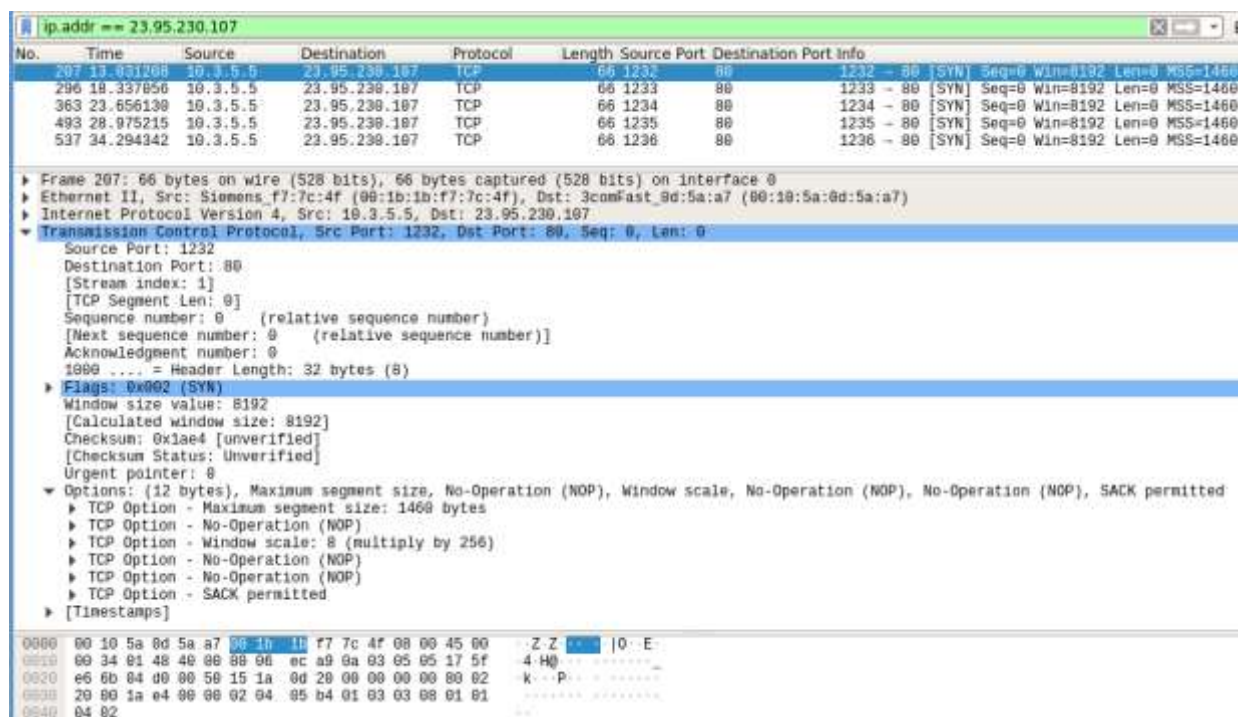 ip.addr == 23.95.230.107
No. Time Source Destination Protocol Length Source Port Destination Port Info
207 13.031208 10.3.5.5 23.95.230.107 TCP 66 1232 80 1232 → 80 [SYN] Seq=0 Win=8192 Len=0 MSS=1460
296 18.337056 10.3.5.5 23.95.230.107 TCP 66 1233 80 1233 → 80 [SYN] Seq=0 Win=8192 Len=0 MSS=1460
363 23.656130 10.3.5.5 23.95.230.107 TCP 66 1234 80 1234 → 80 [SYN] Seq=0 Win=8192 Len=0 MSS=1460
493 28.975215 10.3.5.5 23.95.230.107 TCP 66 1235 80 1235 → 80 [SYN] Seq=0 Win=8192 Len=0 MSS=1460
537 34.294342 10.3.5.5 23.95.230.107 TCP 66 1236 80 1236 → 80 [SYN] Seq=0 Win=8192 Len=0 MSS=1460
Frame 207: 66 bytes on wire (528 bits), 66 bytes captured (528 bits) on interface 0
Ethernet II, Src: Siemens_f7:7c:4f (00:1b:1b:f7:7c:4f), Dst: 3comFast_0d:5a:a7 (00:10:5a:0d:5a:a7)
Internet Protocol Version 4, Src: 10.3.5.5, Dst: 23.95.230.107
Transmission Control Protocol, Src Port: 1232, Dst Port: 80, Seq: 0, Len: 0
Source Port: 1232
Destination Port: 80
[Stream index: 1]
[TCP Segment Len: 0]
Sequence number: 0 (relative sequence number)
[Next sequence number: 0 (relative sequence number)]
Acknowledgment number: 0
1000 .... = Header Length: 32 bytes (8)
Flags: 0x002 (SYN)
Window size value: 8192
[Calculated window size: 8192]
Checksum: 0x1ae4 [unverified]
[Checksum Status: Unverified]
Urgent pointer: 0
Options: (12 bytes), Maximum segment size, No-Operation (NOP), Window scale, No-Operation (NOP), No-Operation (NOP), SACK permitted
TCP Option - Maximum segment size: 1460 bytes
TCP Option - No-Operation (NOP)
TCP Option - Window scale: 8 (multiply by 256)
TCP Option - No-Operation (NOP)
TCP Option - No-Operation (NOP)
TCP Option - SACK permitted
[Timestamps]
0000 00 10 5a 0d 5a a7 00 1b 1b f7 7c 4f 08 00 45 00 ··Z·Z· ··· ·|O··E·
0010 00 34 01 48 40 00 80 06 ec a9 0a 03 05 05 17 5f ·4·H@··· ·······_
0020 e6 6b 04 d0 00 50 15 1a 0d 20 00 00 00 00 80 02 ·k···P·· · ······
0030 20 00 1a e4 00 00 02 04 05 b4 01 03 03 08 01 01
0040 04 02